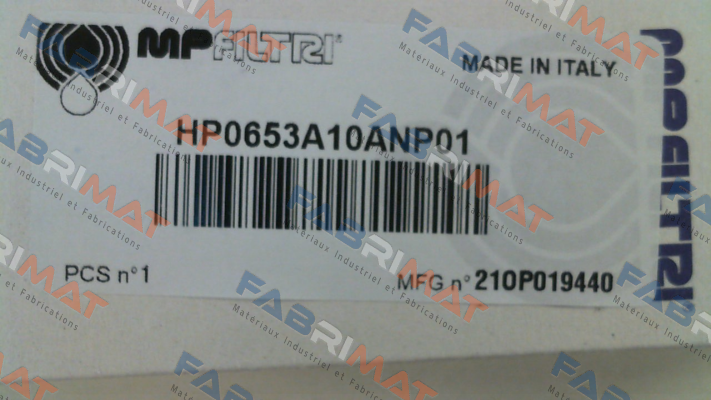 MPFILTRI®
MADE IN ITALY
HP0653A10ANP01
PCS n°1
MFG n° 210P019440
MPFILTRI
FABRIMAT
Materiaux Industriel et Fabrications